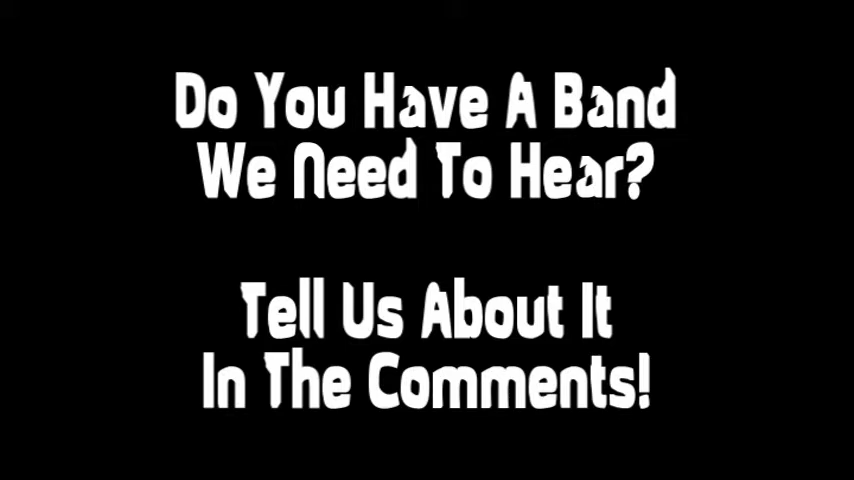 Do You Have A Band
We Need To Hear?
Tell Us About It
In The Comments!